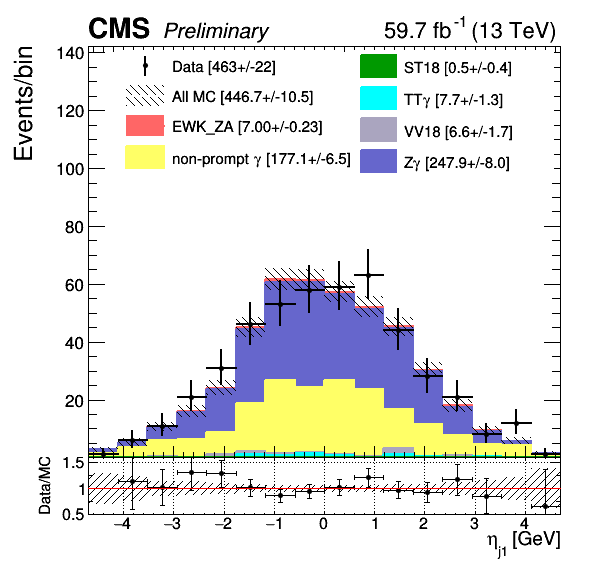 CMS Preliminary 59.7 fb⁻¹ (13 TeV)
Events/bin
140
120
100
80
60
40
20
Data [463+/-22]
All MC [446.7+/-10.5]
EWK_ZA [7.00+/-0.23]
non-prompt γ [177.1+/-6.5]
ST18 [0.5+/-0.4]
TTγ [7.7+/-1.3]
VV18 [6.6+/-1.7]
Zγ [247.9+/-8.0]
Data/MC
1.5
1
0.5
−4 −3 −2 −1 0 1 2 3 4
η_j1 [GeV]